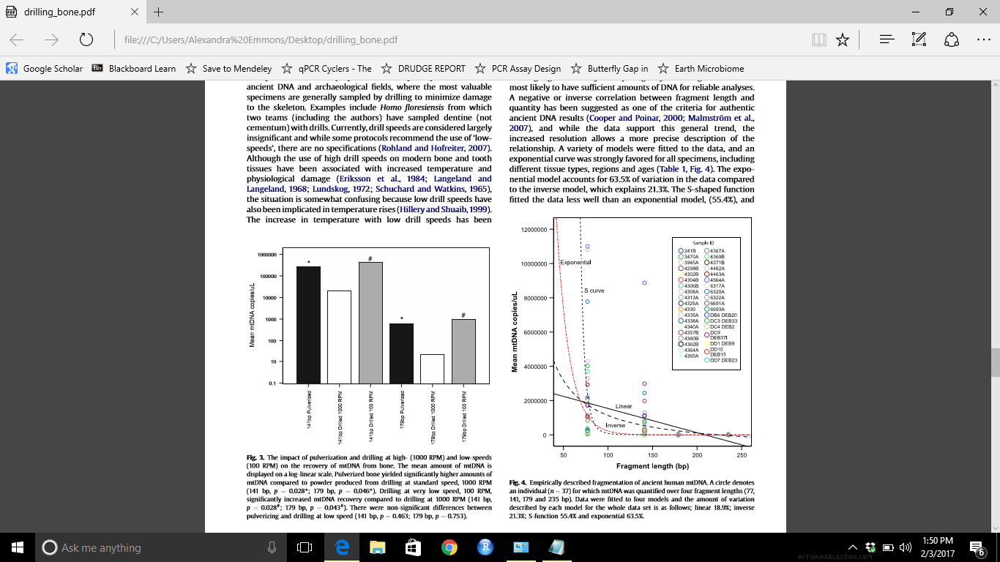 drilling_bone.pdf
file:///C:/Users/Alexandra%20Emmons/Desktop/drilling_bone.pdf
Google Scholar
Bb Blackboard Learn
Save to Mendeley
qPCR Cyclers - The
DRUDGE REPORT
PCR Assay Design
Butterfly Gap in
Earth Microbiome
ancient DNA and archaeological fields, where the most valuable
specimens are generally sampled by drilling to minimize damage
to the skeleton. Examples include Homo floresiensis from which
two teams (including the authors) have sampled dentine (not
cementum) with drills. Currently, drill speeds are considered largely
insignificant and while some protocols recommend the use of 'low-
speeds', there are no specifications (Rohland and Hofreiter, 2007).
Although the use of high drill speeds on modern bone and tooth
tissues have been associated with increased temperature and
physiological damage (Eriksson et al., 1984; Langeland and
Langeland, 1968; Lundskog, 1972; Schuchard and Watkins, 1965),
the situation is somewhat confusing because low drill speeds have
also been implicated in temperature rises (Hillery and Shuaib, 1999).
The increase in temperature with low drill speeds has been
Mean mtDNA copies/uL
1000000
100000
10000
1000
100
10
0.1
*
#
*
#
141bp Pulverized
141bp Drilled 1000 RPM
141bp Drilled 100 RPM
179bp Pulverized
179bp Drilled 1000 RPM
179bp Drilled 100 RPM
Fig. 3. The impact of pulverization and drilling at high- (1000 RPM) and low-speeds
(100 RPM) on the recovery of mtDNA from bone. The mean amount of mtDNA is
displayed on a log-linear scale. Pulverized bone yielded significantly higher amounts of
mtDNA compared to powder produced from drilling at standard speed, 1000 RPM
(141 bp, p = 0.028*; 179 bp, p = 0.046*). Drilling at very low speed, 100 RPM,
significantly increased mtDNA recovery compared to drilling at 1000 RPM (141 bp,
p = 0.028#; 179 bp, p = 0.043#). There were non-significant differences between
pulverizing and drilling at low speed (141 bp, p = 0.463; 179 bp, p = 0.753).
most likely to have sufficient amounts of DNA for reliable analyses.
A negative or inverse correlation between fragment length and
quantity has been suggested as one of the criteria for authentic
ancient DNA results (Cooper and Poinar, 2000; Malmström et al.,
2007), and while the data support this general trend, the
increased resolution allows a more precise description of the
relationship. A variety of models were fitted to the data, and an
exponential curve was strongly favored for all specimens, including
different tissue types, regions and ages (Table 1, Fig. 4). The expo-
nential model accounts for 63.5% of variation in the data compared
to the inverse model, which explains 21.3%. The S-shaped function
fitted the data less well than an exponential model, (55.4%), and
Mean mtDNA copies/uL
12000000
10000000
8000000
6000000
4000000
2000000
0
Exponential
S curve
Linear
Inverse
Sample ID
241B 4367A
3470A 4369B
3945A 4371B
4298B 4462A
4302B 4463A
4304B 4564A
4306B 6317A
4308A 6320A
4313A 6322A
4325A 6691A
4330 6693A
4335A DB6 DEB20
4338A DC3 DEB33
4340A DC4 DEB2
4357B DC9
4360B DEB37I
4362B DD1 DEB9
4364A DD10
4365A DEB15
DD7 DEB23
50 100 150 200 250
Fragment length (bp)
Fig. 4. Empirically described fragmentation of ancient human mtDNA. A circle denotes
an individual (n = 37) for which mtDNA was quantified over four fragment lengths (77,
141, 179 and 235 bp). Data were fitted to four models and the amount of variation
described by each model for the whole data set is as follows; linear 18.9%; inverse
21.3%; S-function 55.4% and exponential 63.5%.
Ask me anything
1:50 PM
2/3/2017
6
AFFORDABLECEBU.COM